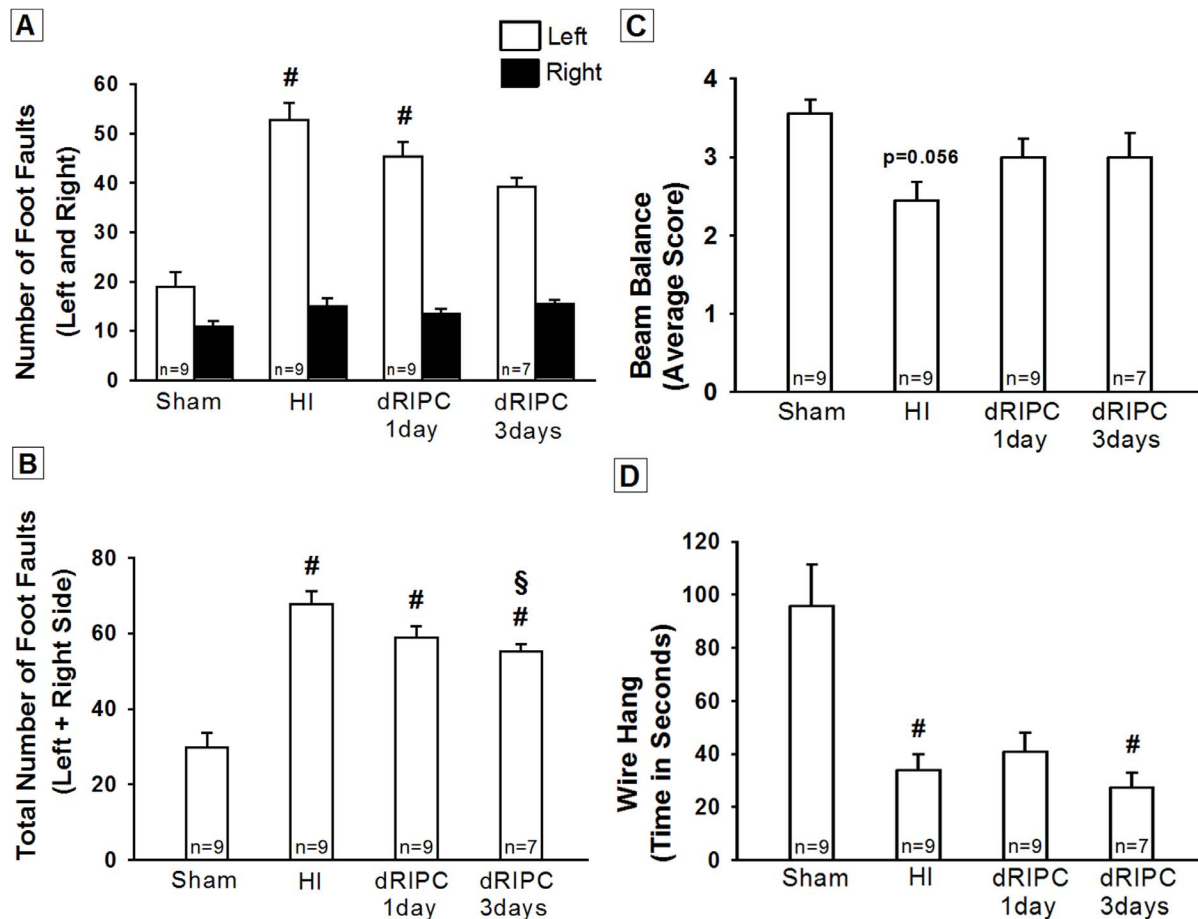 A
Left
Right
Number of Foot Faults
(Left and Right)
60
50
40
30
20
10
0
#
#
n=9
n=9
n=9
n=7
Sham
HI
dRIPC
1day
dRIPC
3days
B
Total Number of Foot Faults
(Left + Right Side)
80
60
40
20
0
#
#
§
#
n=9
n=9
n=9
n=7
Sham
HI
dRIPC
1day
dRIPC
3days
C
Beam Balance
(Average Score)
4
3
2
1
0
p=0.056
n=9
n=9
n=9
n=7
Sham
HI
dRIPC
1day
dRIPC
3days
D
Wire Hang
(Time in Seconds)
120
100
80
60
40
20
0
#
#
n=9
n=9
n=9
n=7
Sham
HI
dRIPC
1day
dRIPC
3days